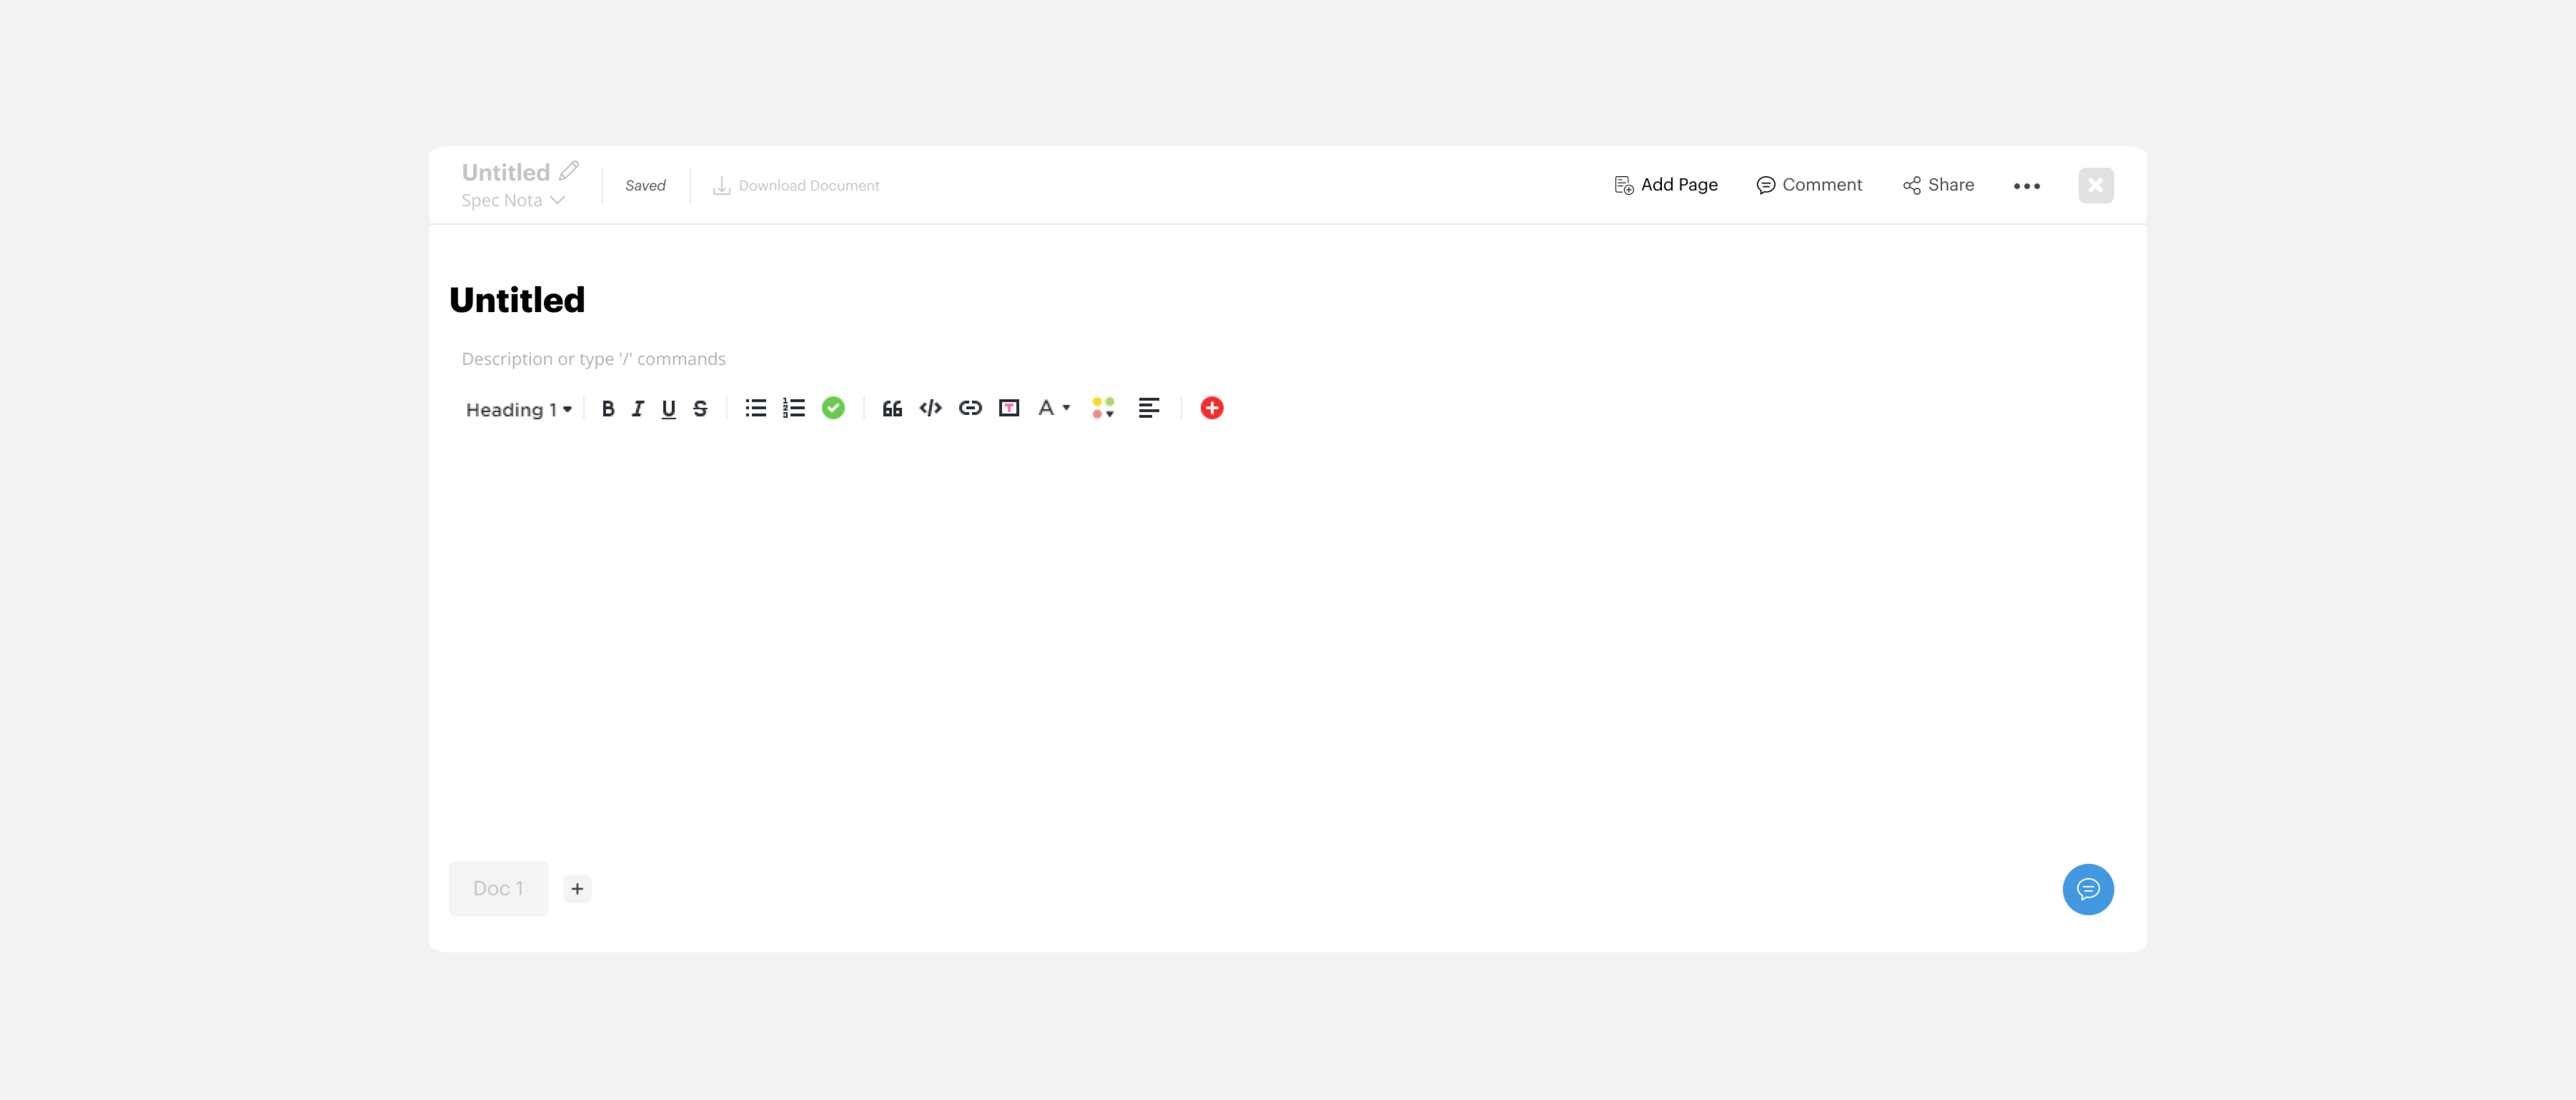 Untitled
Spec Nota
Saved
Download Document
Add Page
Comment
Share
Untitled
Description or type '/' commands
Heading 1
B I U S
A
Doc 1